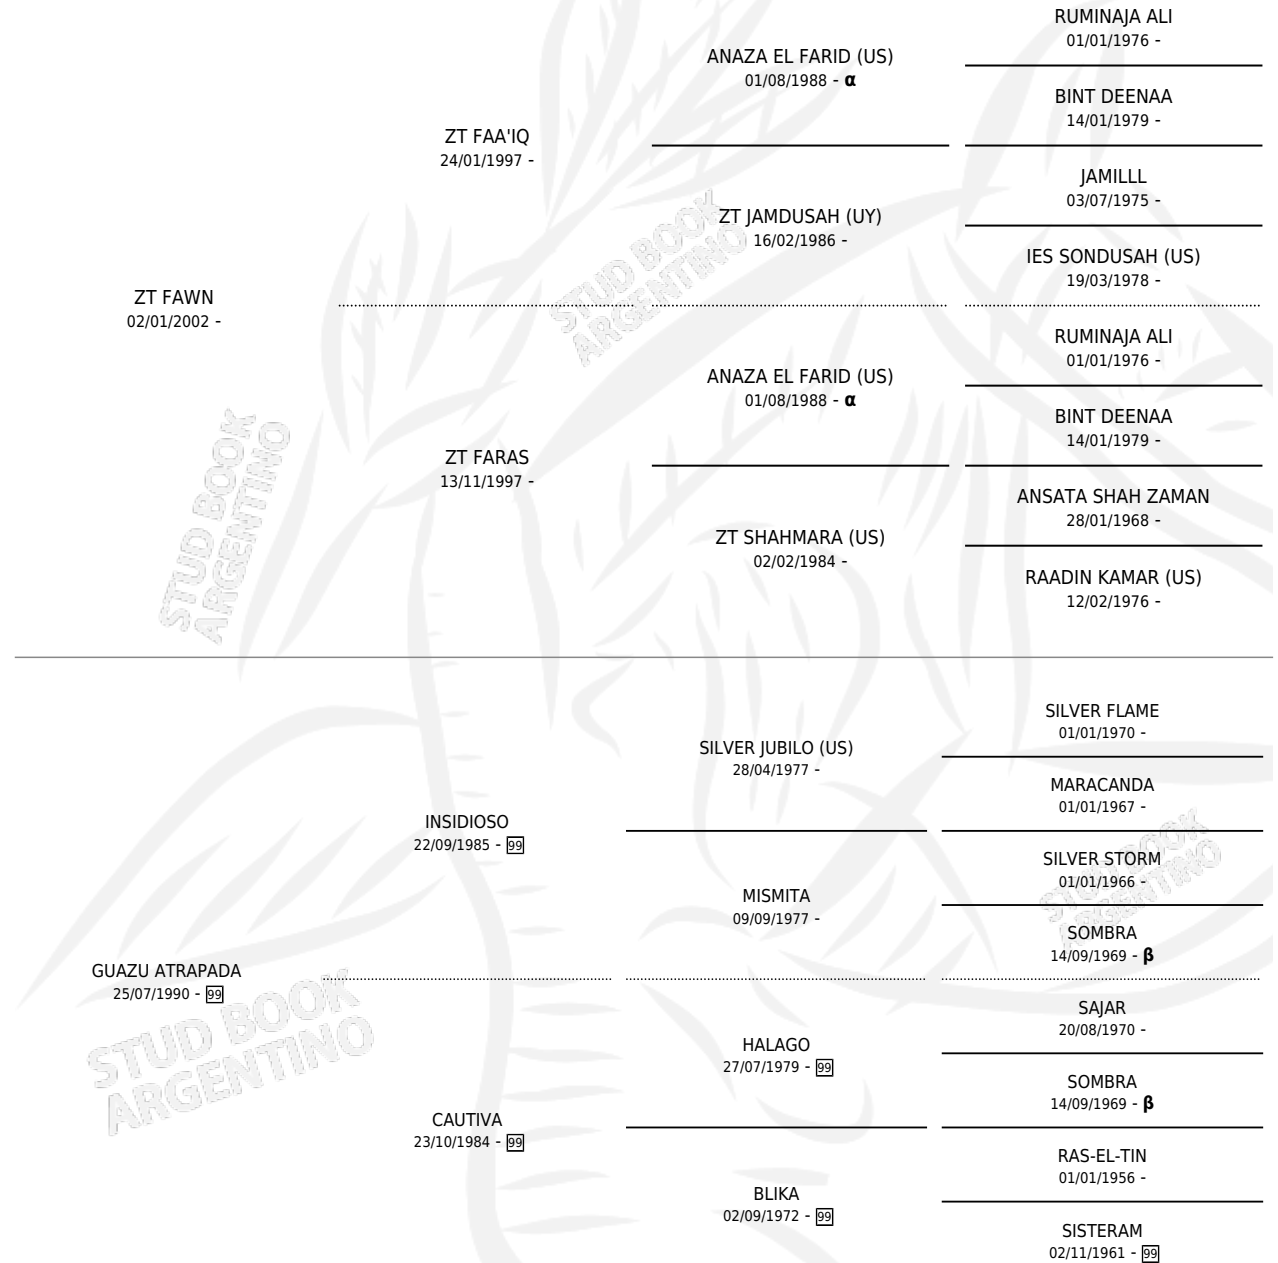 RUMINAJA ALI
01/01/1976 -
ANAZA EL FARID (US)
01/08/1988 - α
BINT DEENAA
14/01/1979 -
ZT FAA'IQ
24/01/1997 -
JAMILLL
03/07/1975 -
ZT JAMDUSAH (UY)
16/02/1986 -
IES SONDUSAH (US)
19/03/1978 -
ZT FAWN
02/01/2002 -
RUMINAJA ALI
01/01/1976 -
ANAZA EL FARID (US)
01/08/1988 - α
BINT DEENAA
14/01/1979 -
ZT FARAS
13/11/1997 -
ANSATA SHAH ZAMAN
28/01/1968 -
ZT SHAHMARA (US)
02/02/1984 -
RAADIN KAMAR (US)
12/02/1976 -
SILVER FLAME
01/01/1970 -
SILVER JUBILO (US)
28/04/1977 -
MARACANDA
01/01/1967 -
INSIDIOSO
22/09/1985 - 99
SILVER STORM
01/01/1966 -
MISMITA
09/09/1977 -
SOMBRA
14/09/1969 - β
GUAZU ATRAPADA
25/07/1990 - 99
SAJAR
20/08/1970 -
HALAGO
27/07/1979 - 99
SOMBRA
14/09/1969 - β
CAUTIVA
23/10/1984 - 99
RAS-EL-TIN
01/01/1956 -
BLIKA
02/09/1972 - 99
SISTERAM
02/11/1961 - 99
STUD BOOK
ARGENTINO
STUD BOOK
ARGENTINO
STUD BOOK
ARGENTINO
STUD BOOK
ARGENTINO